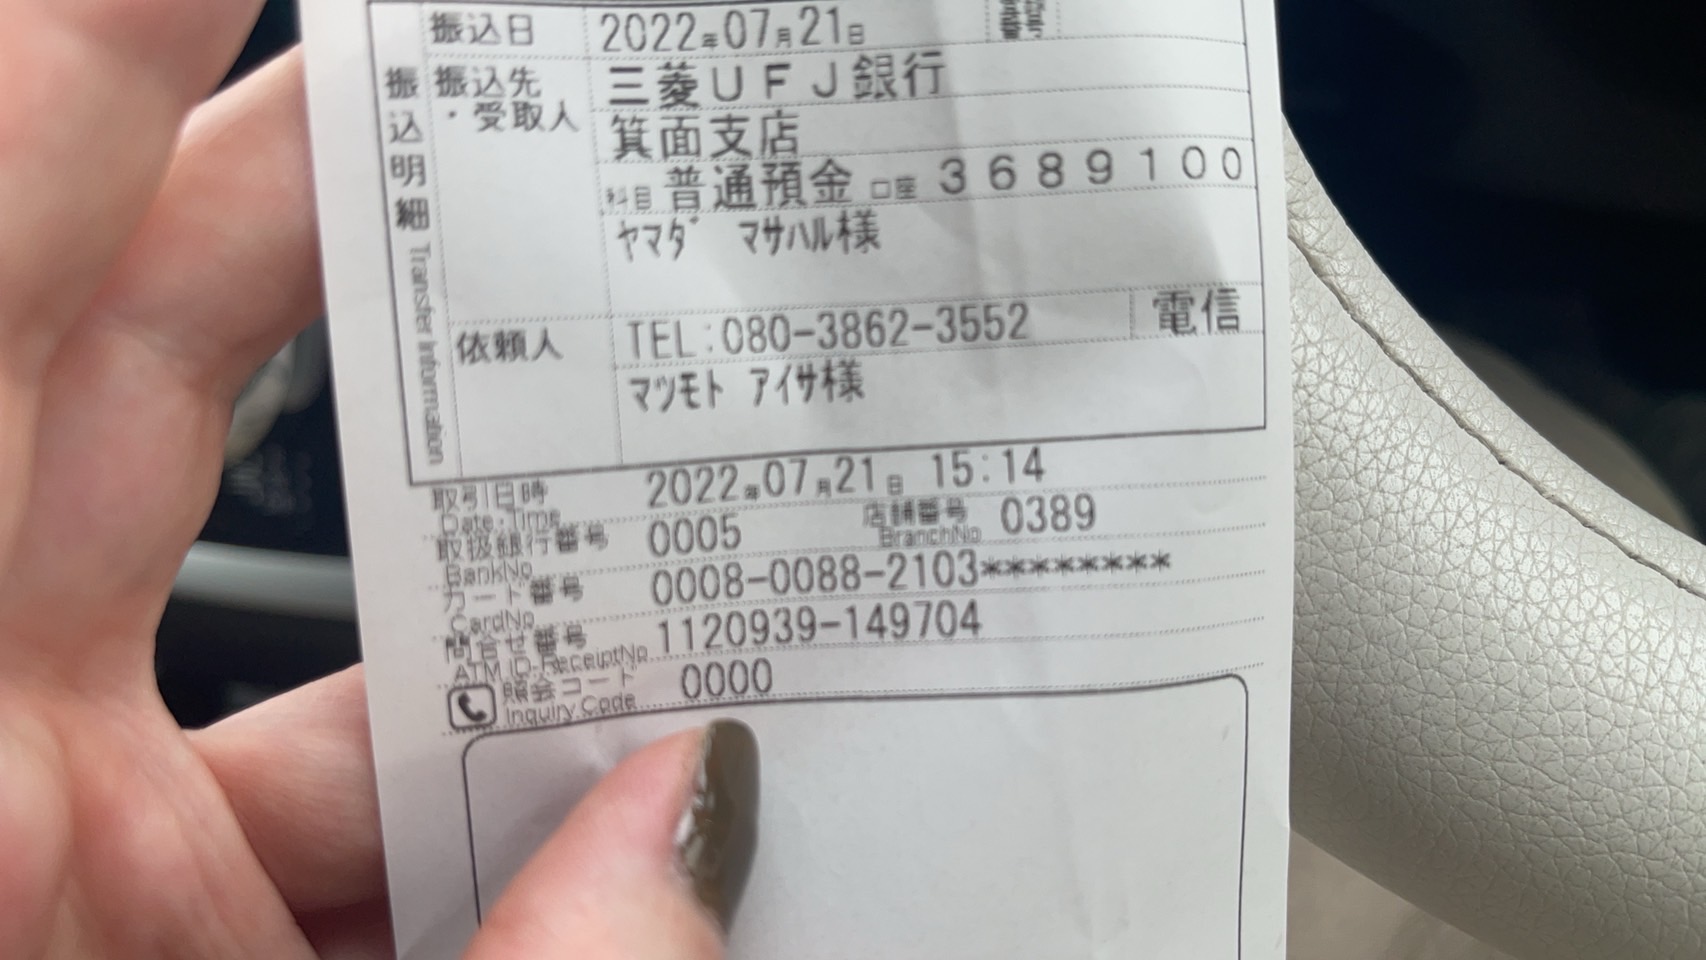 振込日 2022年07月21日
振込明細 Transfer Information
振込先・受取人 三菱UFJ銀行
箕面支店
科目 普通預金 口座 3689100
ヤマダ マサハル様
依頼人 TEL:080-3862-3552 電信
マツモト アイサ様
取引日時 Date・Time 2022年07月21日 15:14
取扱銀行番号 BankNo 0005 店舗番号 BranchNo 0389
カード番号 CardNo 0008-0088-2103********
問合せ番号 ATM ID-ReceiptNo 1120939-149704
照会コード Inquiry Code 0000